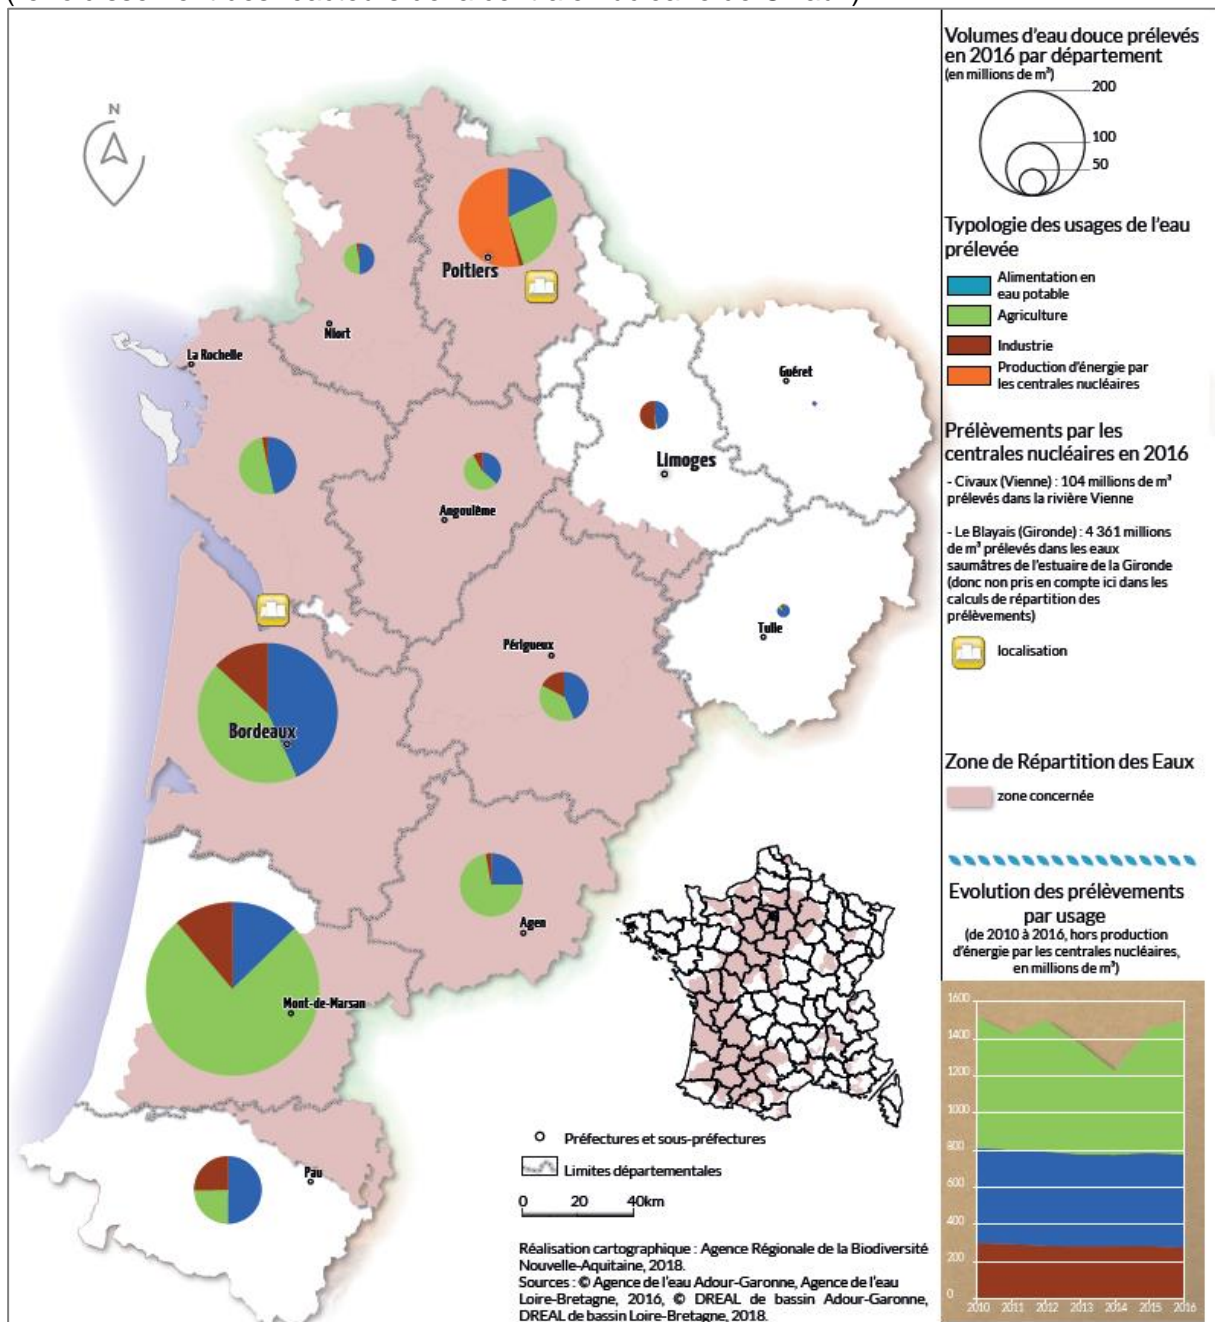 N
Poitiers
Niort
La Rochelle
Guéret
Limoges
Angoulême
Tulle
Périgueux
Bordeaux
Agen
Mont-de-Marsan
Pau
Préfectures et sous-préfectures
Limites départementales
0 20 40km
Réalisation cartographique : Agence Régionale de la Biodiversité
Nouvelle-Aquitaine, 2018.
Sources : © Agence de l'eau Adour-Garonne, Agence de l'eau
Loire-Bretagne, 2016, © DREAL de bassin Adour-Garonne,
DREAL de bassin Loire-Bretagne, 2018.
Volumes d'eau douce prélevés
en 2016 par département
(en millions de m³)
200
100
50
Typologie des usages de l'eau
prélevée
Alimentation en
eau potable
Agriculture
Industrie
Production d'énergie par
les centrales nucléaires
Prélèvements par les
centrales nucléaires en 2016
- Civaux (Vienne) : 104 millions de m³
prélevés dans la rivière Vienne
- Le Blayais (Gironde) : 4 361 millions
de m³ prélevés dans les eaux
saumâtres de l'estuaire de la Gironde
(donc non pris en compte ici dans les
calculs de répartition des
prélèvements)
localisation
Zone de Répartition des Eaux
zone concernée
Evolution des prélèvements
par usage
(de 2010 à 2016, hors production
d'énergie par les centrales nucléaires,
en millions de m³)
1600
1400
1200
1000
800
600
400
200
0
2010 2011 2012 2013 2014 2015 2016